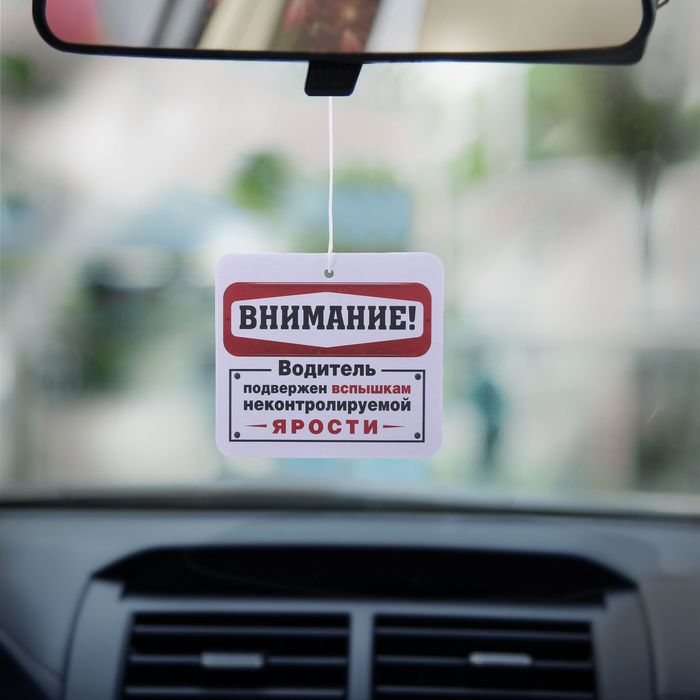 ВНИМАНИЕ!
Водитель
подвержен вспышкам
неконтролируемой
ЯРОСТИ